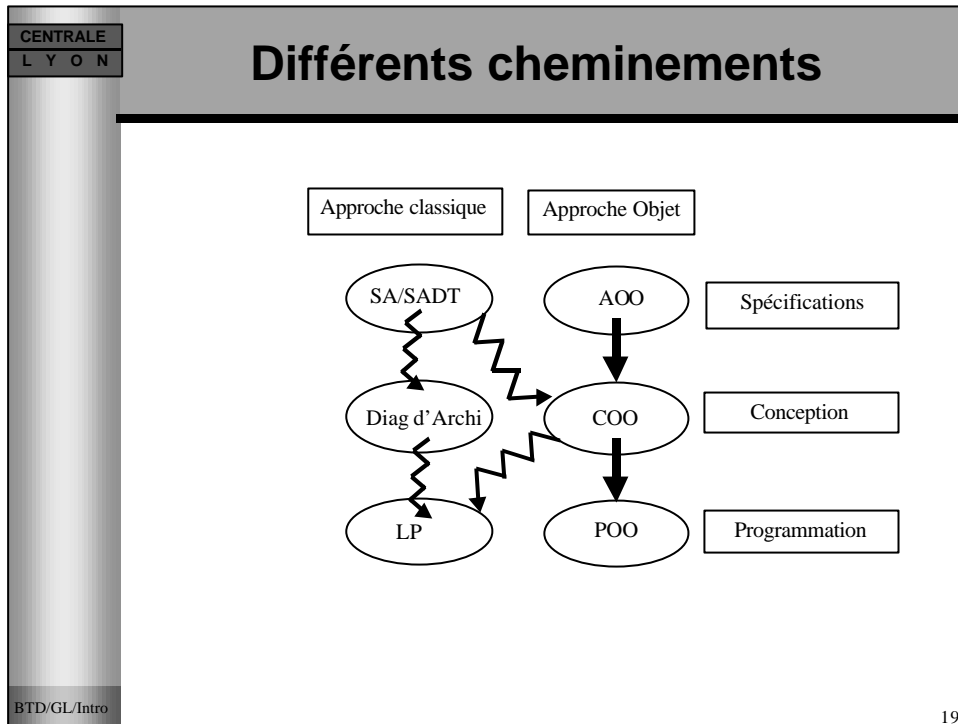 CENTRALE
L Y O N
Différents cheminements
Approche classique
Approche Objet
SA/SADT
AOO
Spécifications
Diag d'Archi
COO
Conception
LP
POO
Programmation
BTD/GL/Intro
19